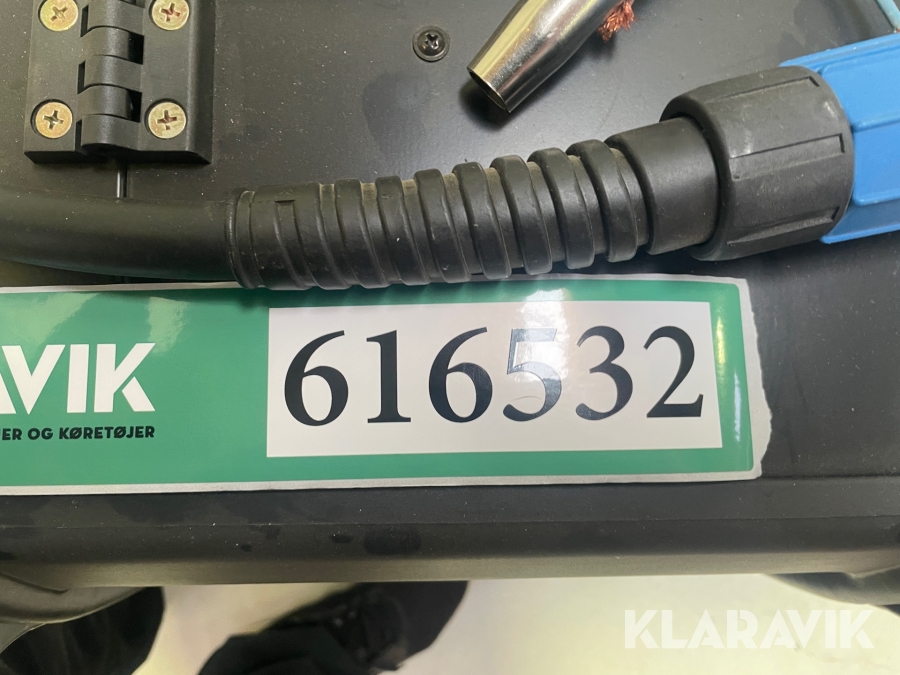 AVIK
ER OG KØRETØJER
616532
KLARAVIK